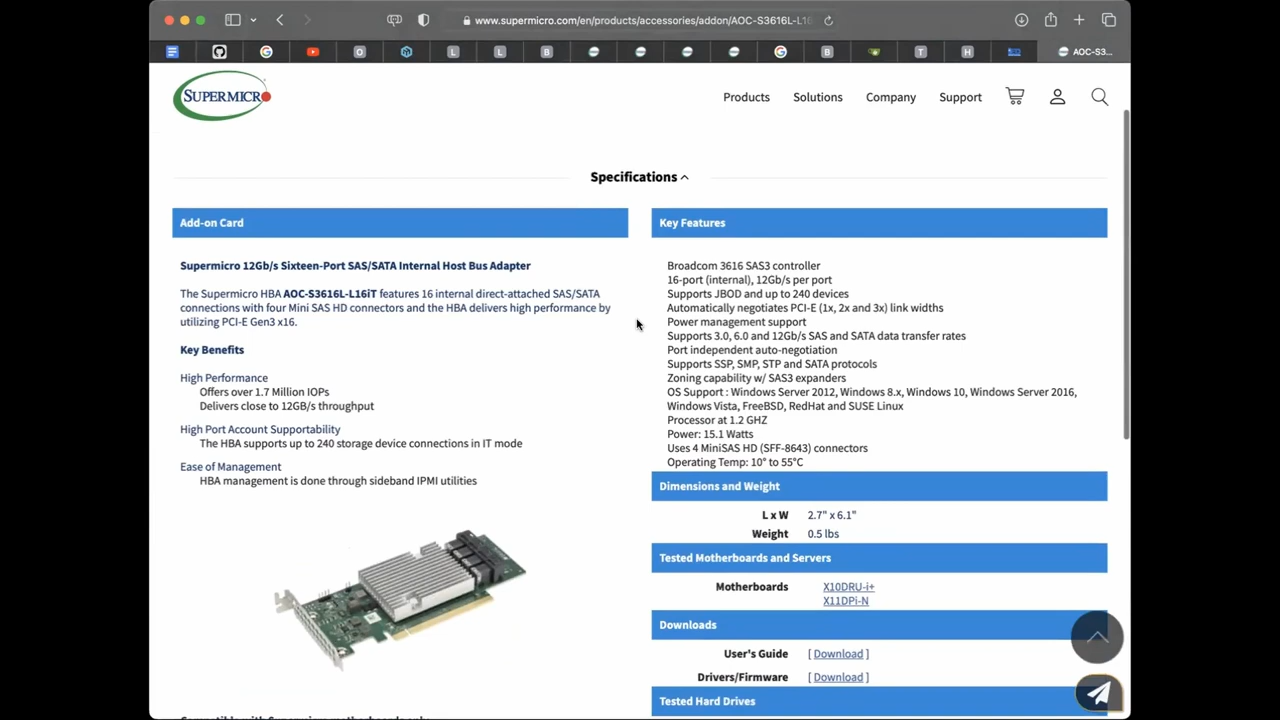 www.supermicro.com/en/products/accessories/addon/AOC-S3616L-L16
AOC-S3...
SUPERMICRO
Products
Solutions
Company
Support
Specifications
Add-on Card
Supermicro 12Gb/s Sixteen-Port SAS/SATA Internal Host Bus Adapter
The Supermicro HBA AOC-S3616L-L16iT features 16 internal direct-attached SAS/SATA
connections with four Mini SAS HD connectors and the HBA delivers high performance by
utilizing PCI-E Gen3 x16.
Key Benefits
High Performance
Offers over 1.7 Million IOPs
Delivers close to 12GB/s throughput
High Port Account Supportability
The HBA supports up to 240 storage device connections in IT mode
Ease of Management
HBA management is done through sideband IPMI utilities
Key Features
Broadcom 3616 SAS3 controller
16-port (internal), 12Gb/s per port
Supports JBOD and up to 240 devices
Automatically negotiates PCI-E (1x, 2x and 3x) link widths
Power management support
Supports 3.0, 6.0 and 12Gb/s SAS and SATA data transfer rates
Port independent auto-negotiation
Supports SSP, SMP, STP and SATA protocols
Zoning capability w/ SAS3 expanders
OS Support : Windows Server 2012, Windows 8.x, Windows 10, Windows Server 2016,
Windows Vista, FreeBSD, RedHat and SUSE Linux
Processor at 1.2 GHZ
Power: 15.1 Watts
Uses 4 MiniSAS HD (SFF-8643) connectors
Operating Temp: 10° to 55°C
Dimensions and Weight
L x W 2.7" x 6.1"
Weight 0.5 lbs
Tested Motherboards and Servers
Motherboards X10DRU-i+
X11DPi-N
Downloads
User's Guide [ Download ]
Drivers/Firmware [ Download ]
Tested Hard Drives